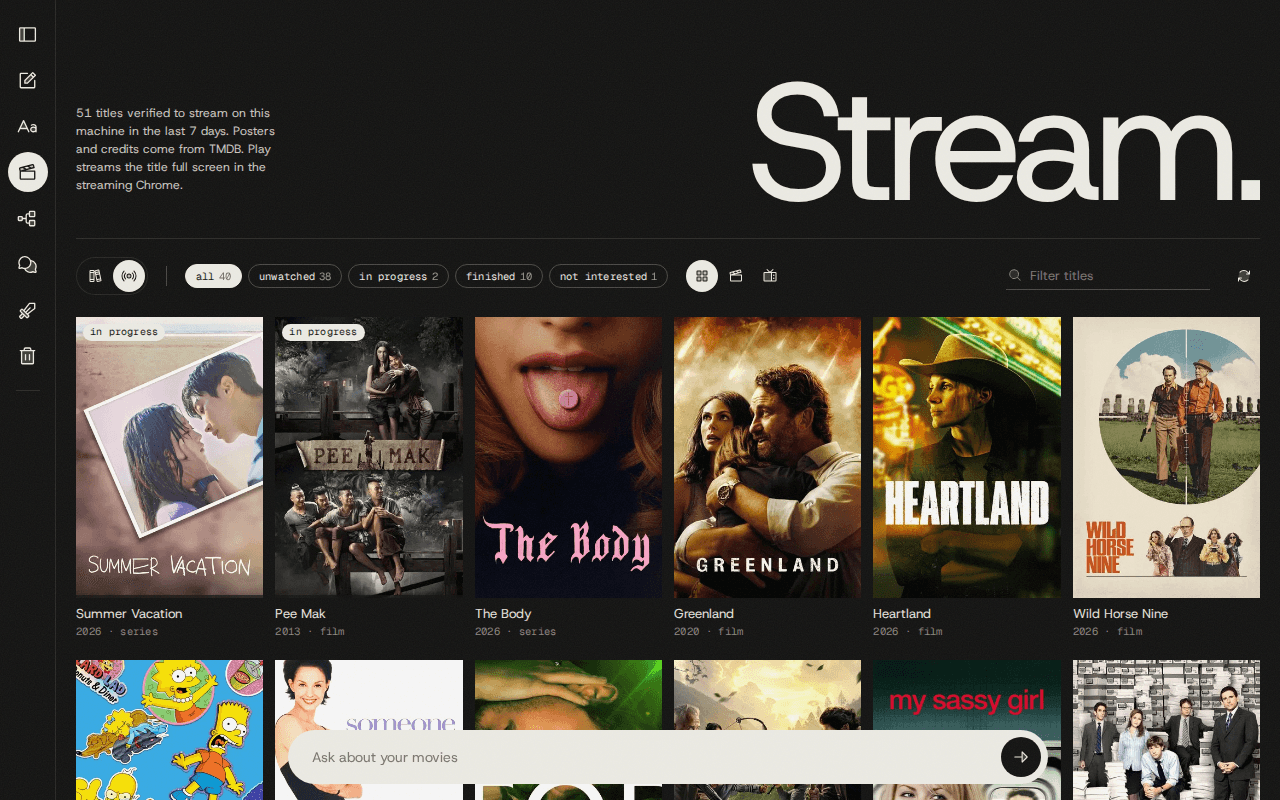 51 titles verified to stream on this
machine in the last 7 days. Posters
and credits come from TMDB. Play
streams the title full screen in the
streaming Chrome.
Stream.
Aa
all 40
unwatched 38
in progress 2
finished 10
not interested 1
Filter titles
in progress
SUMMER VACATION
in progress
PEE MAK
The Body
GREENLAND
HEARTLAND
WILD
HORSE
NINE
Summer Vacation
2026 · series
Pee Mak
2013 · film
The Body
2026 · series
Greenland
2020 · film
Heartland
2026 · film
Wild Horse Nine
2026 · film
someone
my sassy girl
Ask about your movies